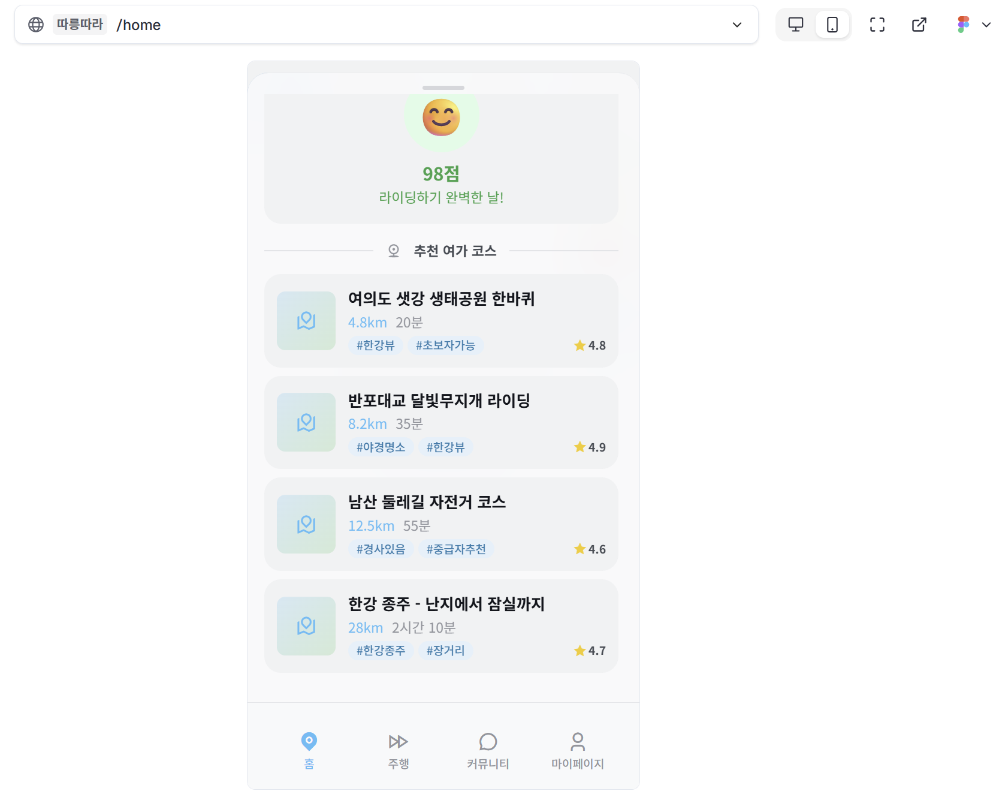 따릉따라 /home
98점
라이딩하기 완벽한 날!
추천 여가 코스
여의도 샛강 생태공원 한바퀴
4.8km 20분
#한강뷰 #초보자가능 4.8
반포대교 달빛무지개 라이딩
8.2km 35분
#야경명소 #한강뷰 4.9
남산 둘레길 자전거 코스
12.5km 55분
#경사있음 #중급자추천 4.6
한강 종주 - 난지에서 잠실까지
28km 2시간 10분
#한강종주 #장거리 4.7
홈 주행 커뮤니티 마이페이지